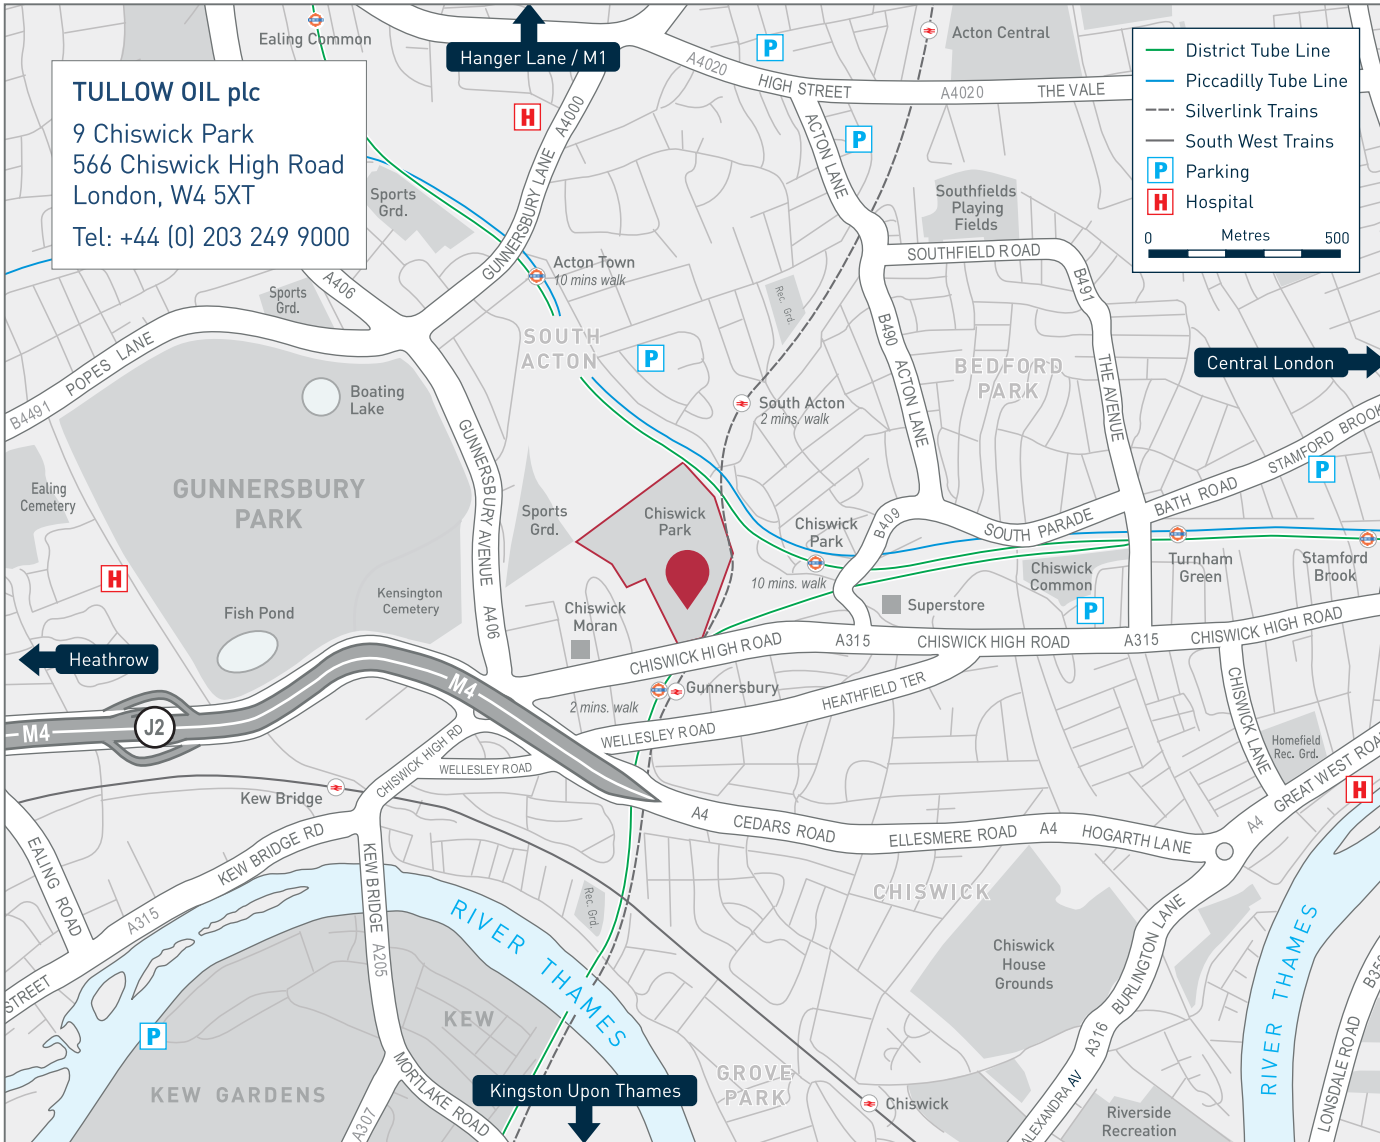 Ealing Common
Hanger Lane / M1
Acton Central
A4020
HIGH STREET
A4020
THE VALE
District Tube Line
Piccadilly Tube Line
Silverlink Trains
South West Trains
P Parking
H Hospital
0 Metres 500
TULLOW OIL plc
9 Chiswick Park
566 Chiswick High Road
London, W4 5XT
Tel: +44 (0) 203 249 9000
P
H
A4000
GUNNERSBURY LANE
ACTON LANE
P
Sports
Grd.
Southfields
Playing
Fields
SOUTHFIELD ROAD
B491
Acton Town
10 mins walk
A406
Sports
Grd.
Rec. Grd.
SOUTH
ACTON
P
B490
ACTON LANE
BEDFORD
PARK
THE AVENUE
Central London
POPES LANE
B4491
Boating
Lake
South Acton
2 mins. walk
GUNNERSBURY AVENUE
A406
STAMFORD BROOK
P
BATH ROAD
Ealing
Cemetery
GUNNERSBURY
PARK
Sports
Grd.
Chiswick
Park
Chiswick
Park
10 mins. walk
B409
SOUTH PARADE
Turnham
Green
Stamford
Brook
Chiswick
Common
P
H
Kensington
Cemetery
Fish Pond
Chiswick
Moran
Superstore
CHISWICK HIGH ROAD
A315
CHISWICK HIGH ROAD
A315
CHISWICK HIGH ROAD
Heathrow
M4
Gunnersbury
2 mins. walk
HEATHFIELD TER
CHISWICK LANE
M4
J2
WELLESLEY ROAD
CHISWICK HIGH RD
WELLESLEY ROAD
Homefield
Rec. Grd.
GREAT WEST ROAD
H
Kew Bridge
A4
CEDARS ROAD
ELLESMERE ROAD
A4
HOGARTH LANE
A4
EALING ROAD
KEW BRIDGE RD
KEW BRIDGE
A205
A315
STREET
Rec. Grd.
CHISWICK
RIVER THAMES
Chiswick
House
Grounds
BURLINGTON LANE
A316
RIVER THAMES
B350
P
KEW
KEW GARDENS
MORTLAKE ROAD
A307
Kingston Upon Thames
GROVE
PARK
Chiswick
ALEXANDRA AV
Riverside
Recreation
LONSDALE ROAD